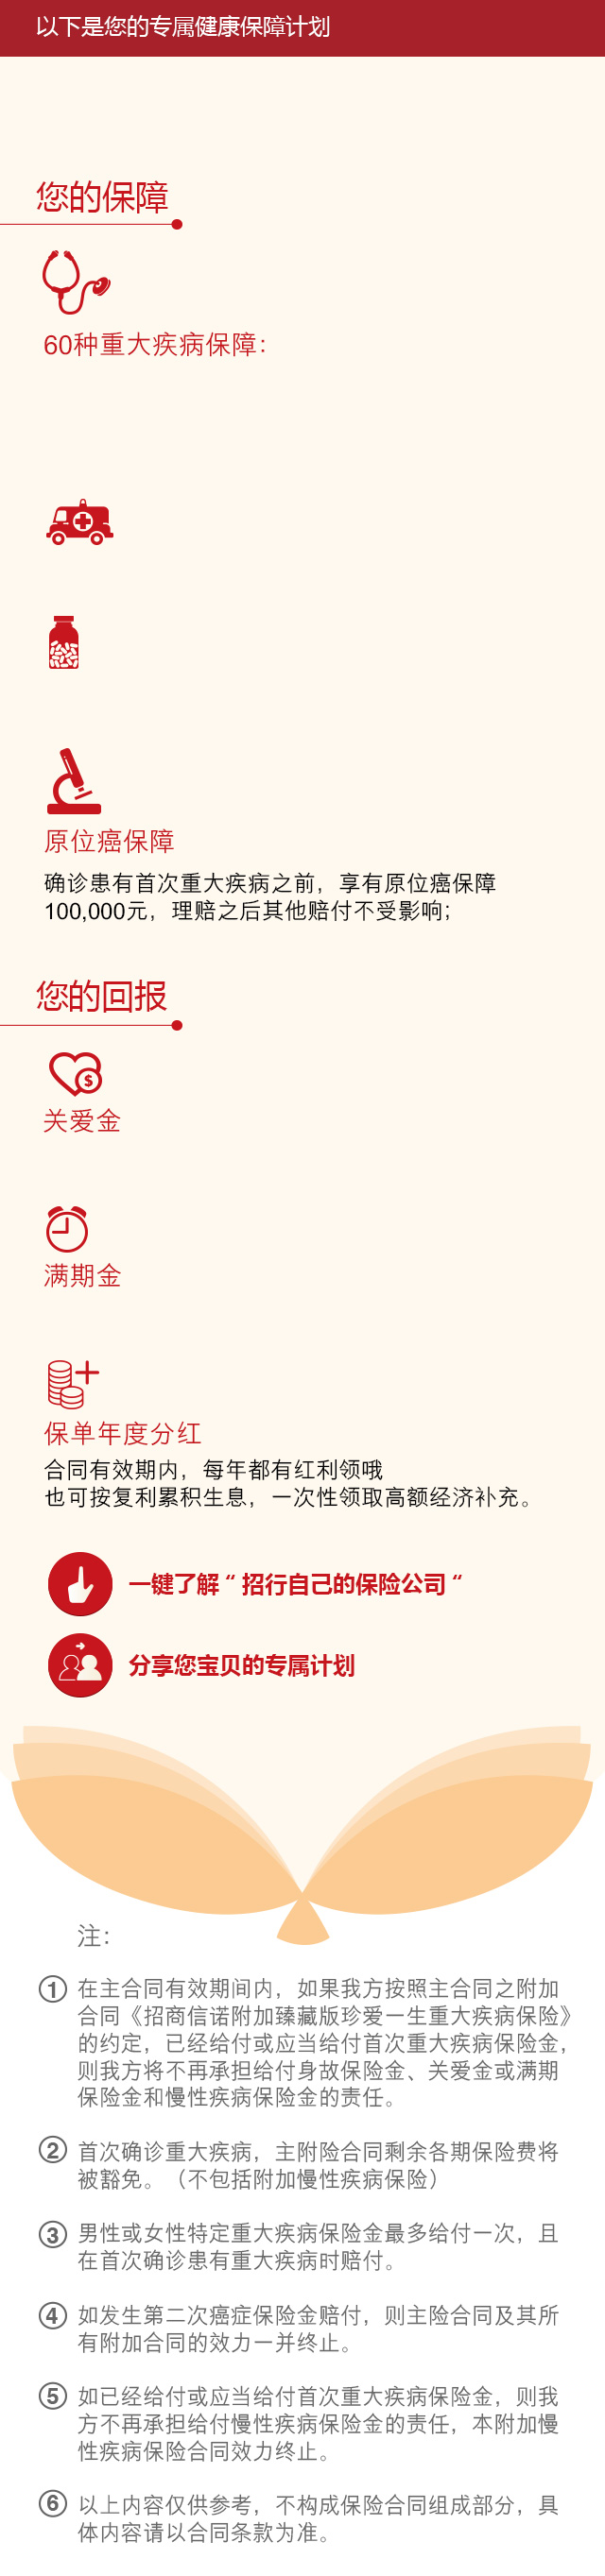 以下是您的专属健康保障计划
您的保障
60种重大疾病保障：
原位癌保障
确诊患有首次重大疾病之前，享有原位癌保障
100,000元，理赔之后其他赔付不受影响；
您的回报
$
关爱金
满期金
保单年度分红
合同有效期内，每年都有红利领哦
也可按复利累积生息，一次性领取高额经济补充。
一键了解“招行自己的保险公司“
分享您宝贝的专属计划
注：
① 在主合同有效期间内，如果我方按照主合同之附加
合同《招商信诺附加臻藏版珍爱一生重大疾病保险》
的约定，已经给付或应当给付首次重大疾病保险金，
则我方将不再承担给付身故保险金、关爱金或满期
保险金和慢性疾病保险金的责任。
② 首次确诊重大疾病，主附险合同剩余各期保险费将
被豁免。（不包括附加慢性疾病保险）
③ 男性或女性特定重大疾病保险金最多给付一次，且
在首次确诊患有重大疾病时赔付。
④ 如发生第二次癌症保险金赔付，则主险合同及其所
有附加合同的效力一并终止。
⑤ 如已经给付或应当给付首次重大疾病保险金，则我
方不再承担给付慢性疾病保险金的责任，本附加慢
性疾病保险合同效力终止。
⑥ 以上内容仅供参考，不构成保险合同组成部分，具
体内容请以合同条款为准。